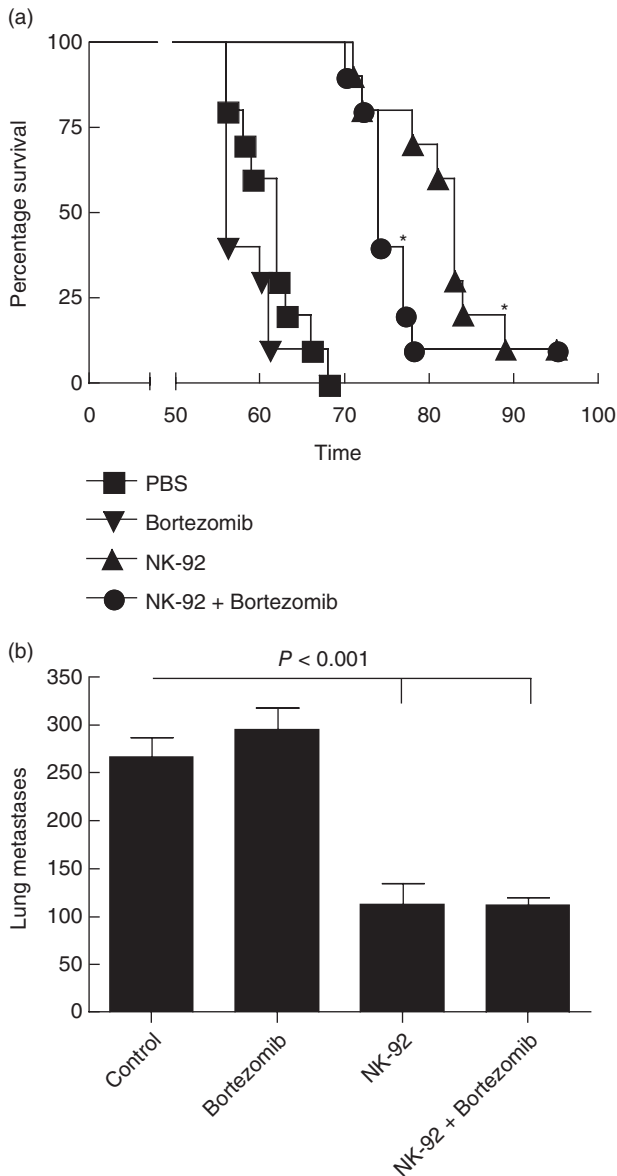 (a)
100
75
50
25
0
Percentage survival
*
*
0 50 60 70 80 90 100
Time
PBS
Bortezomib
NK-92
NK-92 + Bortezomib
(b)
P < 0.001
350
300
250
200
150
100
50
0
Lung metastases
Control
Bortezomib
NK-92
NK-92 + Bortezomib